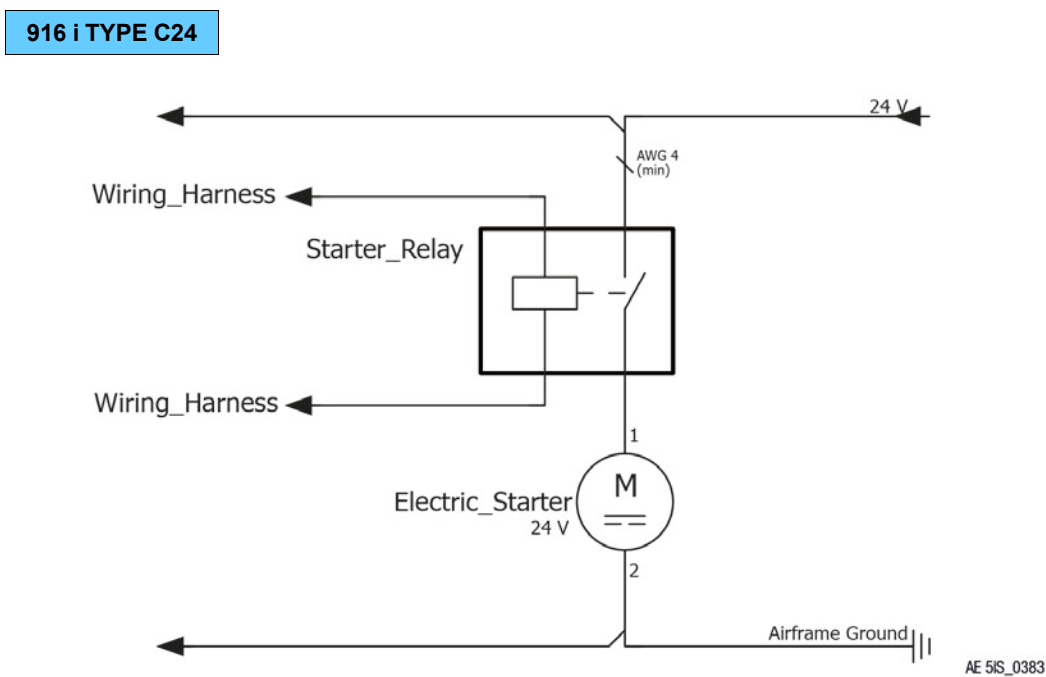 916 i TYPE C24
24 V
AWG 4
(min)
Wiring_Harness
Starter_Relay
Wiring_Harness
1
M
Electric_Starter
24 V
2
Airframe Ground
AE 5iS_0383